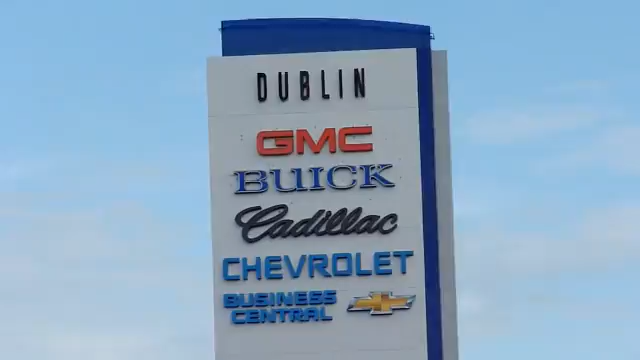 DUBLIN
GMC
BUICK
Cadillac
CHEVROLET
BUSINESS
CENTRAL